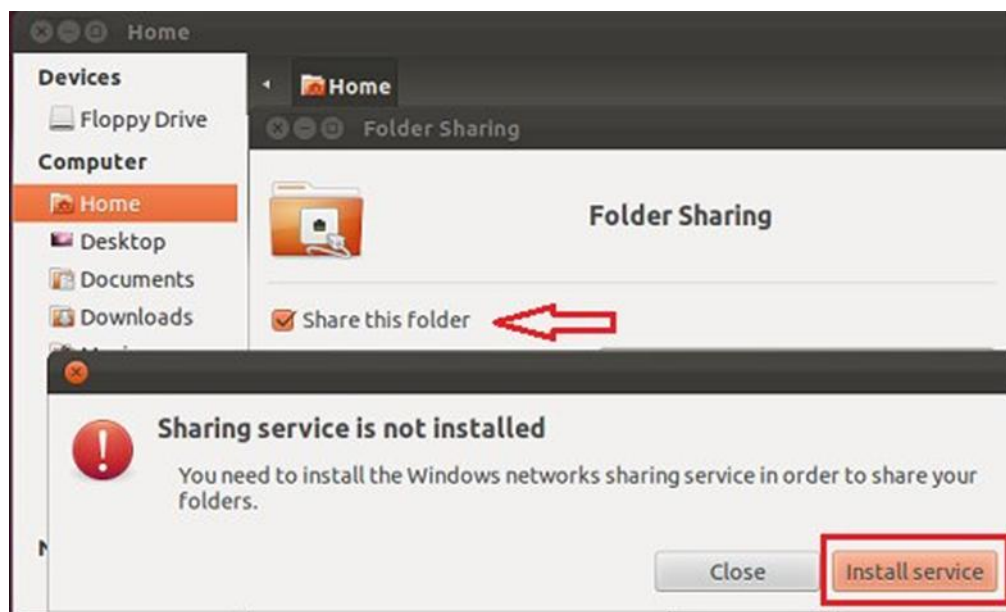 Home
Devices
Home
Floppy Drive
Folder Sharing
Computer
Home
Folder Sharing
Desktop
Documents
Downloads
Share this folder
Sharing service is not installed
You need to install the Windows networks sharing service in order to share your
folders.
Close
Install service